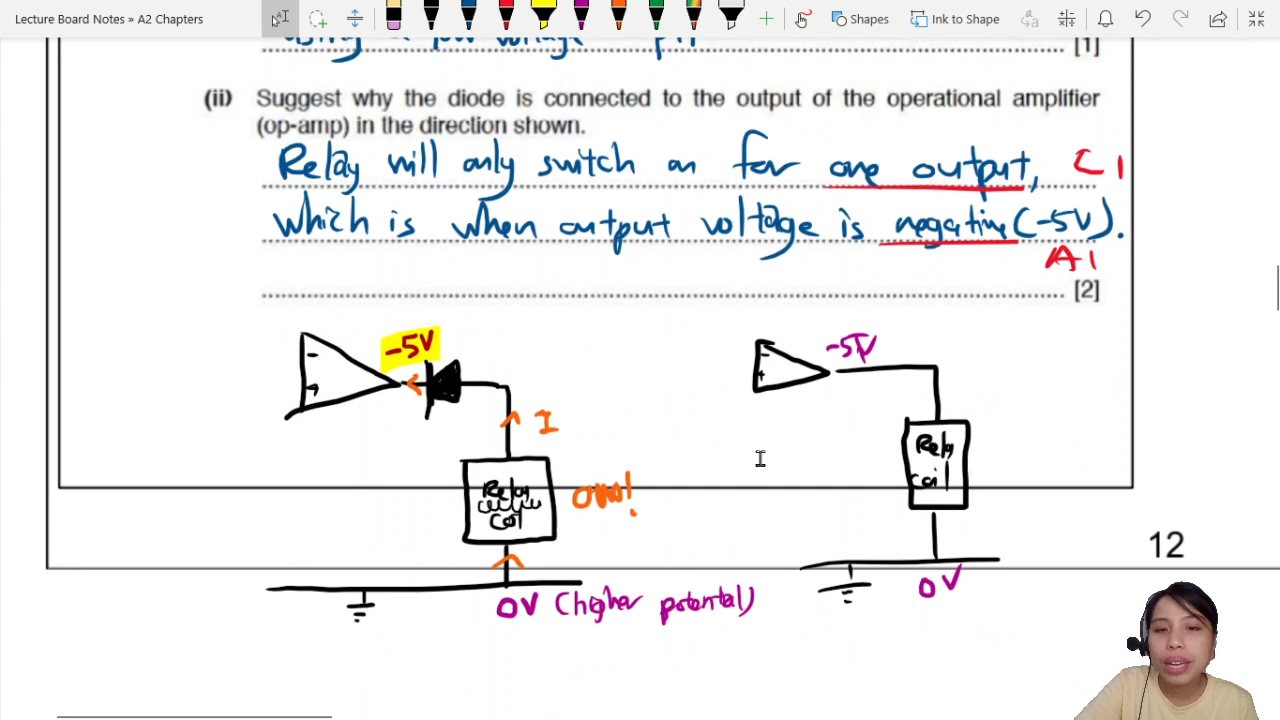 Lecture Board Notes » A2 Chapters
Shapes
Ink to Shape
using a low voltage
[1]
(ii) Suggest why the diode is connected to the output of the operational amplifier
(op-amp) in the direction shown.
Relay will only switch on for one output, C1
which is when output voltage is negative (-5V).
A1
[2]
-5V
I
Relay
coil
ON!
0V (higher potential)
-5V
Relay
coil
0V
12